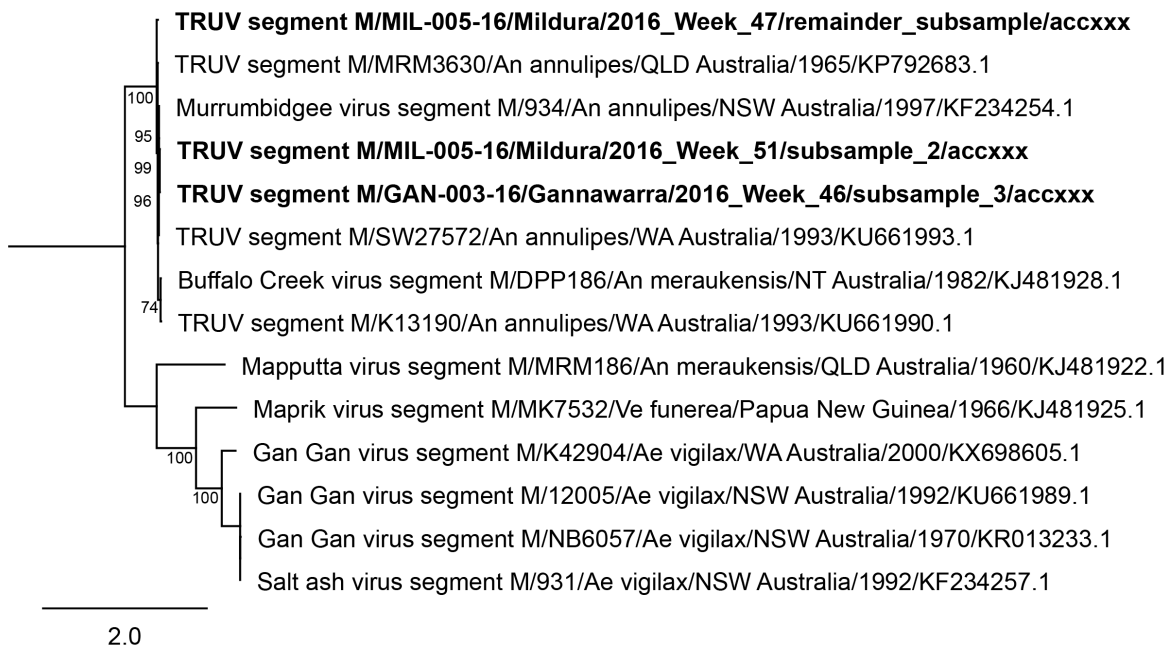 TRUV segment M/MIL-005-16/Mildura/2016_Week_47/remainder_subsample/accxxx
TRUV segment M/MRM3630/An annulipes/QLD Australia/1965/KP792683.1
100
Murrumbidgee virus segment M/934/An annulipes/NSW Australia/1997/KF234254.1
95
TRUV segment M/MIL-005-16/Mildura/2016_Week_51/subsample_2/accxxx
99
TRUV segment M/GAN-003-16/Gannawarra/2016_Week_46/subsample_3/accxxx
96
TRUV segment M/SW27572/An annulipes/WA Australia/1993/KU661993.1
Buffalo Creek virus segment M/DPP186/An meraukensis/NT Australia/1982/KJ481928.1
74
TRUV segment M/K13190/An annulipes/WA Australia/1993/KU661990.1
Mapputta virus segment M/MRM186/An meraukensis/QLD Australia/1960/KJ481922.1
Maprik virus segment M/MK7532/Ve funerea/Papua New Guinea/1966/KJ481925.1
100
Gan Gan virus segment M/K42904/Ae vigilax/WA Australia/2000/KX698605.1
100
Gan Gan virus segment M/12005/Ae vigilax/NSW Australia/1992/KU661989.1
Gan Gan virus segment M/NB6057/Ae vigilax/NSW Australia/1970/KR013233.1
Salt ash virus segment M/931/Ae vigilax/NSW Australia/1992/KF234257.1
2.0